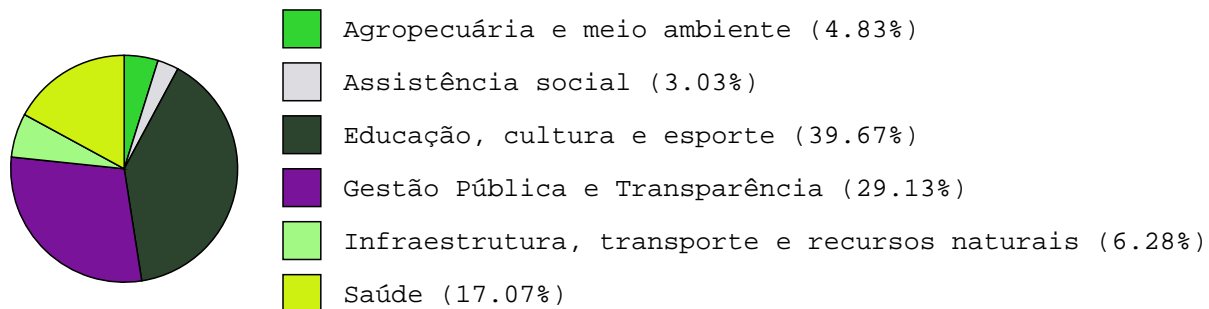 Agropecuária e meio ambiente (4.83%)
Assistência social (3.03%)
Educação, cultura e esporte (39.67%)
Gestão Pública e Transparência (29.13%)
Infraestrutura, transporte e recursos naturais (6.28%)
Saúde (17.07%)